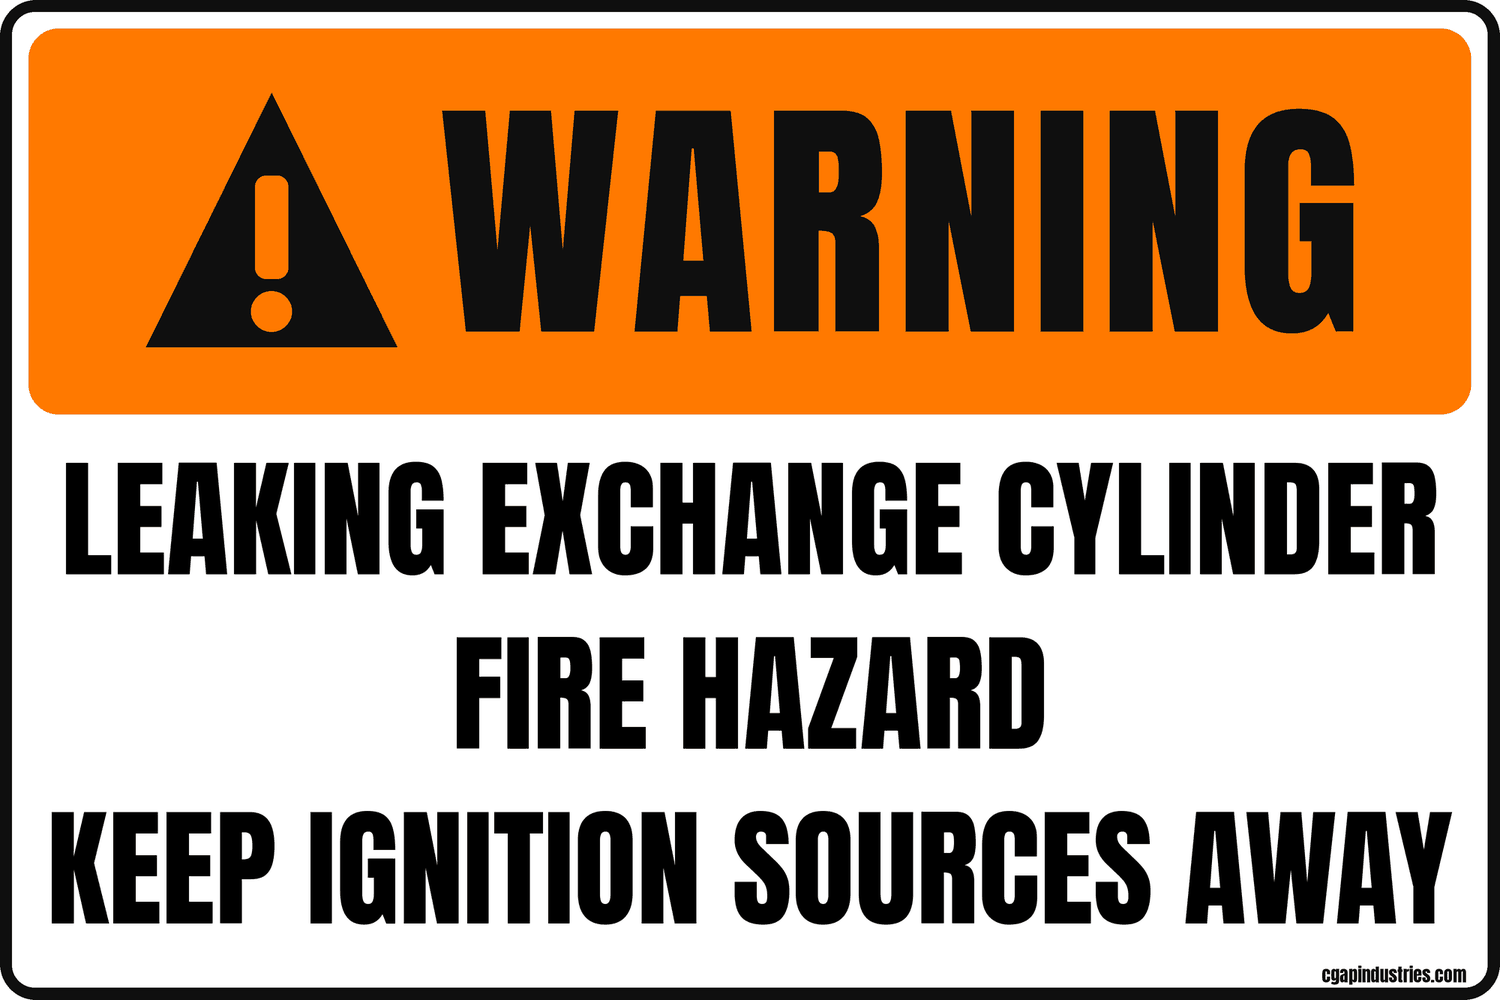 WARNING
LEAKING EXCHANGE CYLINDER
FIRE HAZARD
KEEP IGNITION SOURCES AWAY
cgapindustries.com